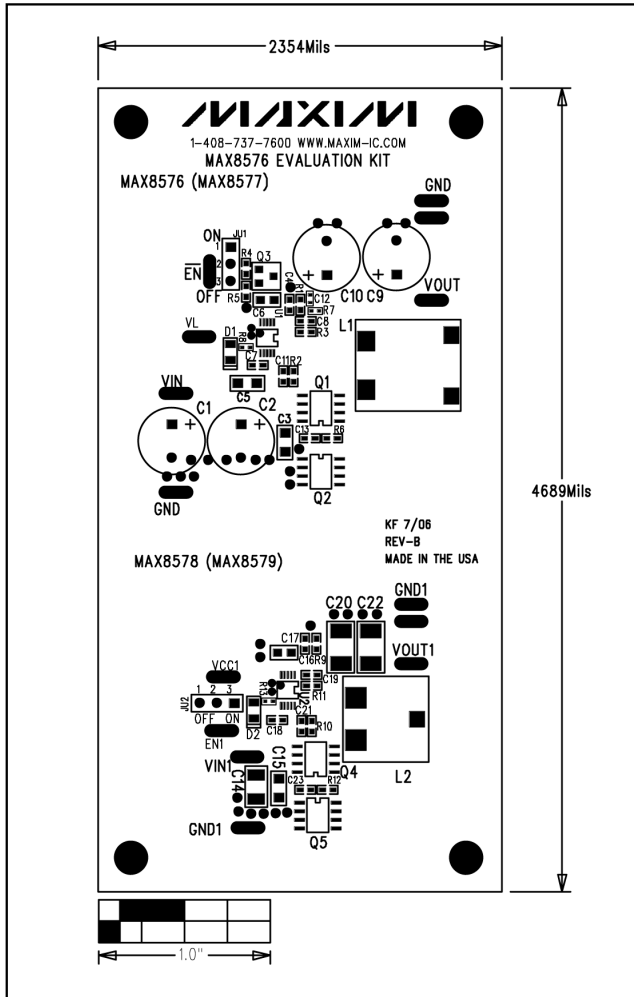 2354Mils
MAXIM
1-408-737-7600 WWW.MAXIM-IC.COM
MAX8576 EVALUATION KIT
MAX8576 (MAX8577)
GND
ON
JU1
1
R4
Q3
EN
2
3
OFF
R5
C6
C4
R1
C12
R7
U1
C8
R3
C10
C9
VOUT
VL
D1
R8
C7
C11
R2
L1
C5
VIN
C1
C2
C3
Q1
C13
R6
Q2
GND
4689Mils
KF 7/06
REV-B
MADE IN THE USA
MAX8578 (MAX8579)
GND1
C20
C22
C17
C16
R9
VOUT1
VCC1
C19
R11
R13
U2
JU2
1 2 3
OFF ON
D2
C18
C21
R10
EN1
VIN1
C14
C15
Q4
L2
C23
R12
GND1
Q5
1.0"